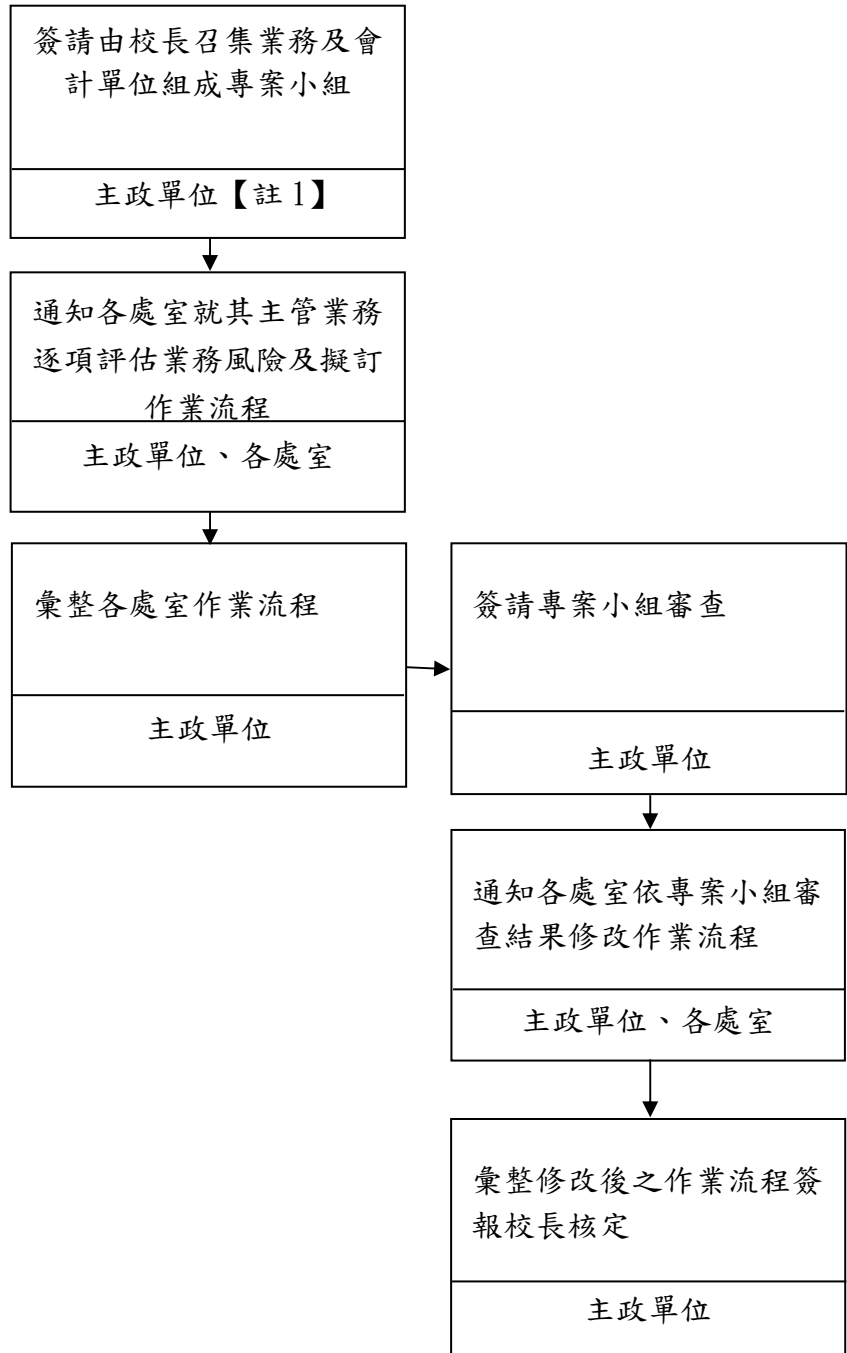 簽請由校長召集業務及會
計單位組成專案小組
主政單位【註1】
通知各處室就其主管業務
逐項評估業務風險及擬訂
作業流程
主政單位、各處室
彙整各處室作業流程
主政單位
簽請專案小組審查
主政單位
通知各處室依專案小組審
查結果修改作業流程
主政單位、各處室
彙整修改後之作業流程簽
報校長核定
主政單位